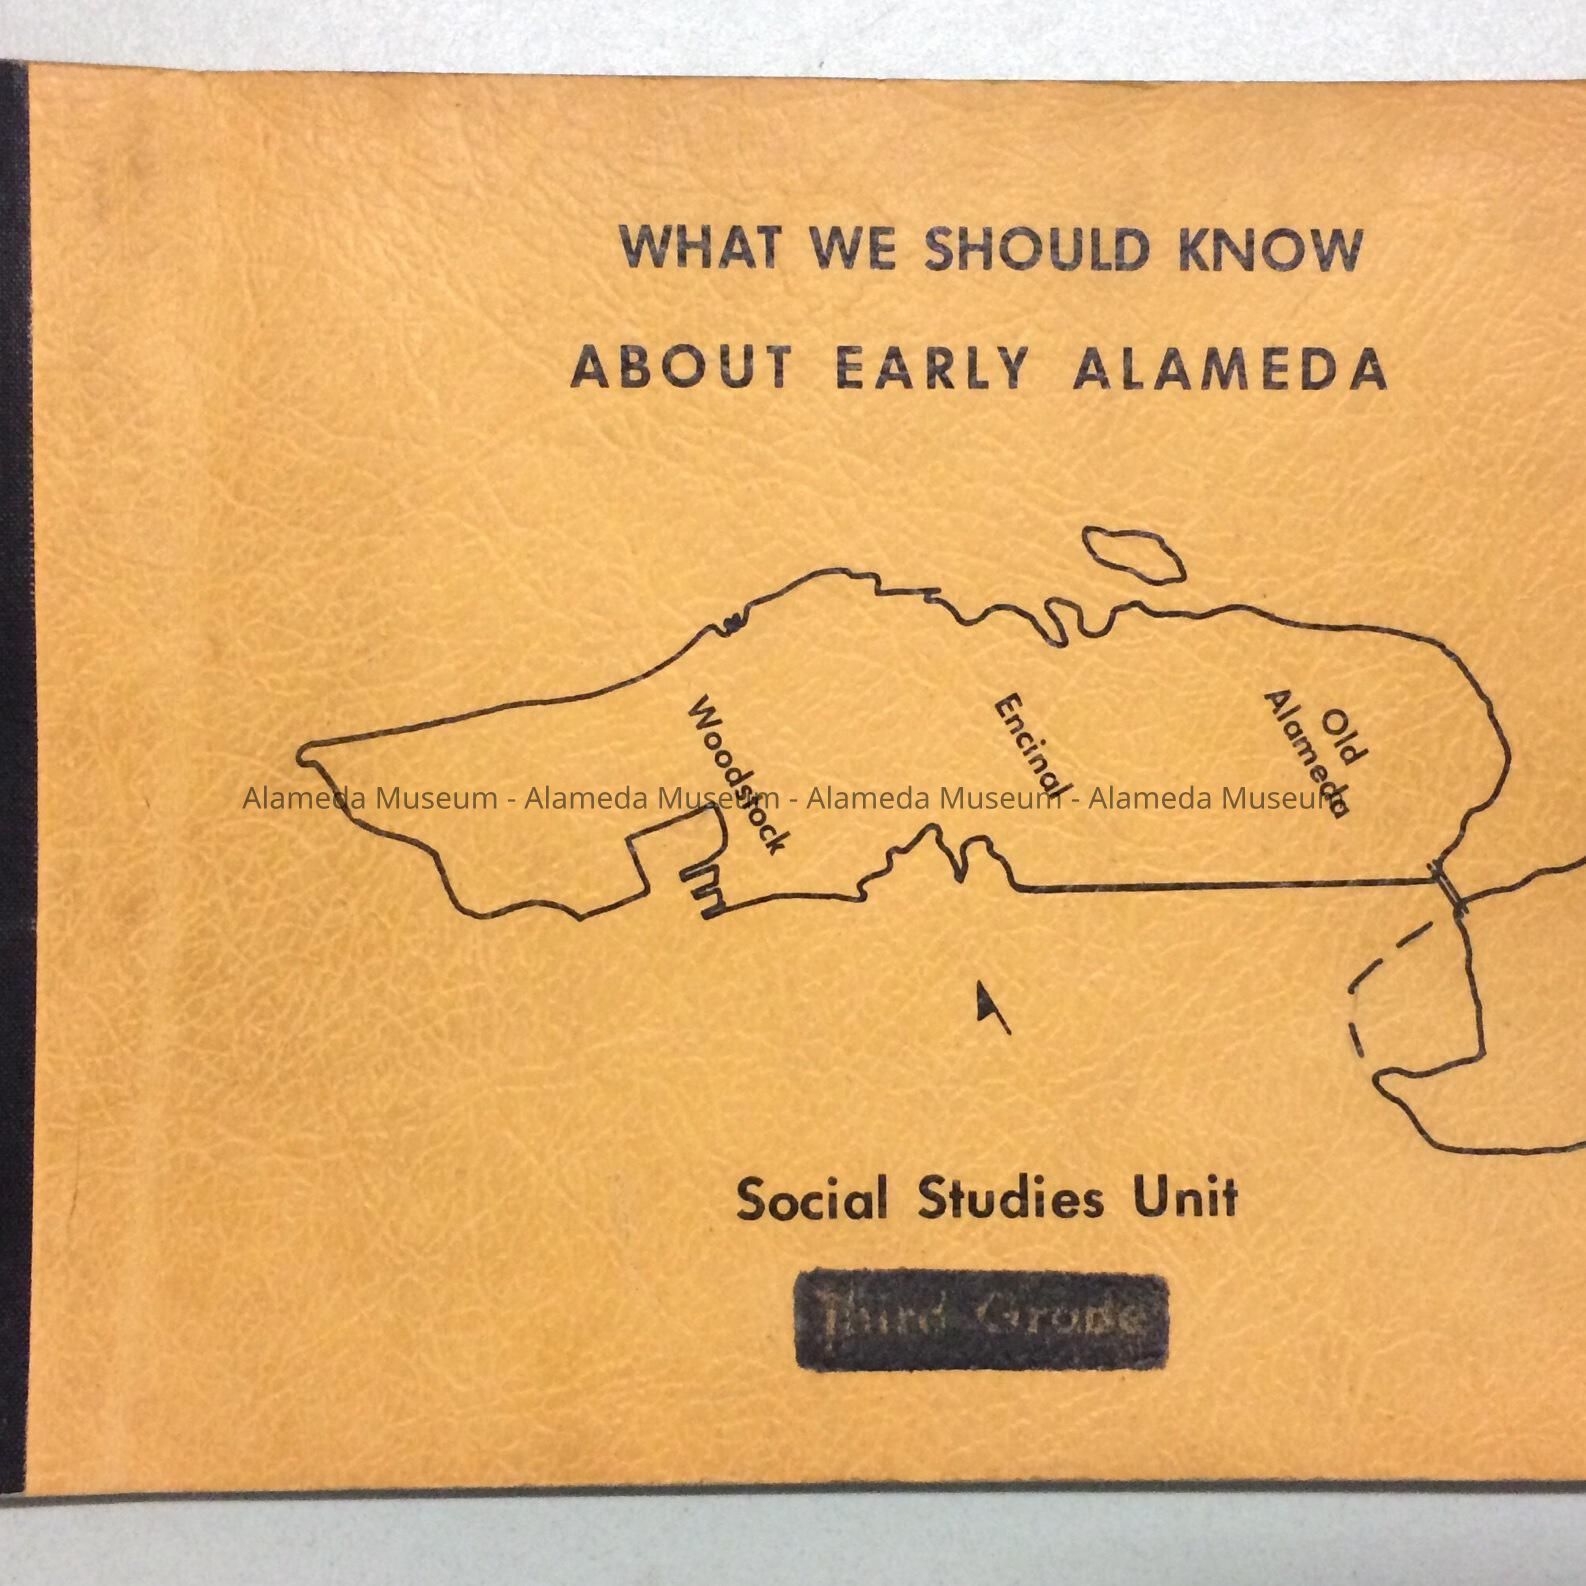 WHAT WE SHOULD KNOW
ABOUT EARLY ALAMEDA
Woodstock
Encinal
Old
Alameda
Alameda Museum - Alameda Museum - Alameda Museum - Alameda Museum
Social Studies Unit
Third Grade